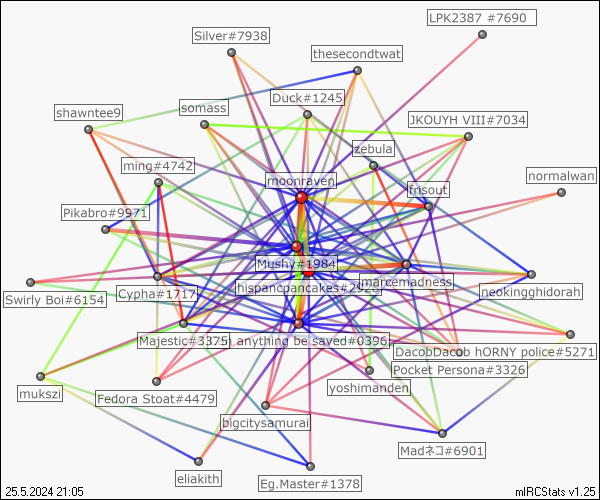 LPK2387 #7690
Silver#7938
thesecondtwat
Duck#1245
shawntee9
somass
JKOUYH VIII#7034
zebula
ming#4742
moonraven
normalwan
frisout
Pikabro#9971
Mushy#1984
marcemadness
Cypha#1717
hispancpancakes#2928
neokingghidorah
Swirly Boi#6154
Majestic#3375
anything be saved#0396
DacobDacob hORNY police#5271
Pocket Persona#3326
mukszi
Fedora Stoat#4479
yoshimanden
bigcitysamurai
Madネコ#6901
eliakith
Eg.Master#1378
25.5.2024 21:05
mIRCStats v1.25